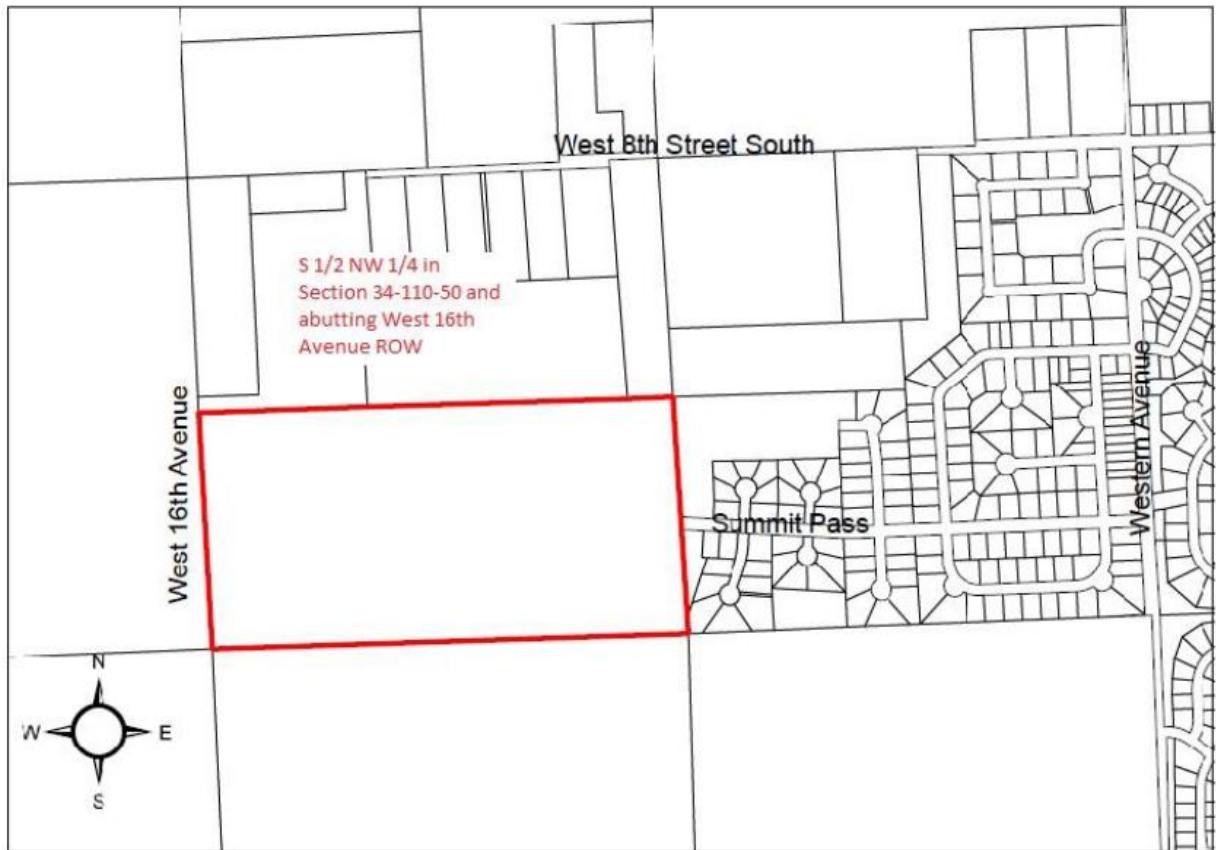 West 8th Street South
S 1/2 NW 1/4 in
Section 34-110-50 and
abutting West 16th
Avenue ROW
West 16th Avenue
Western Avenue
Summit Pass
N
W
E
S